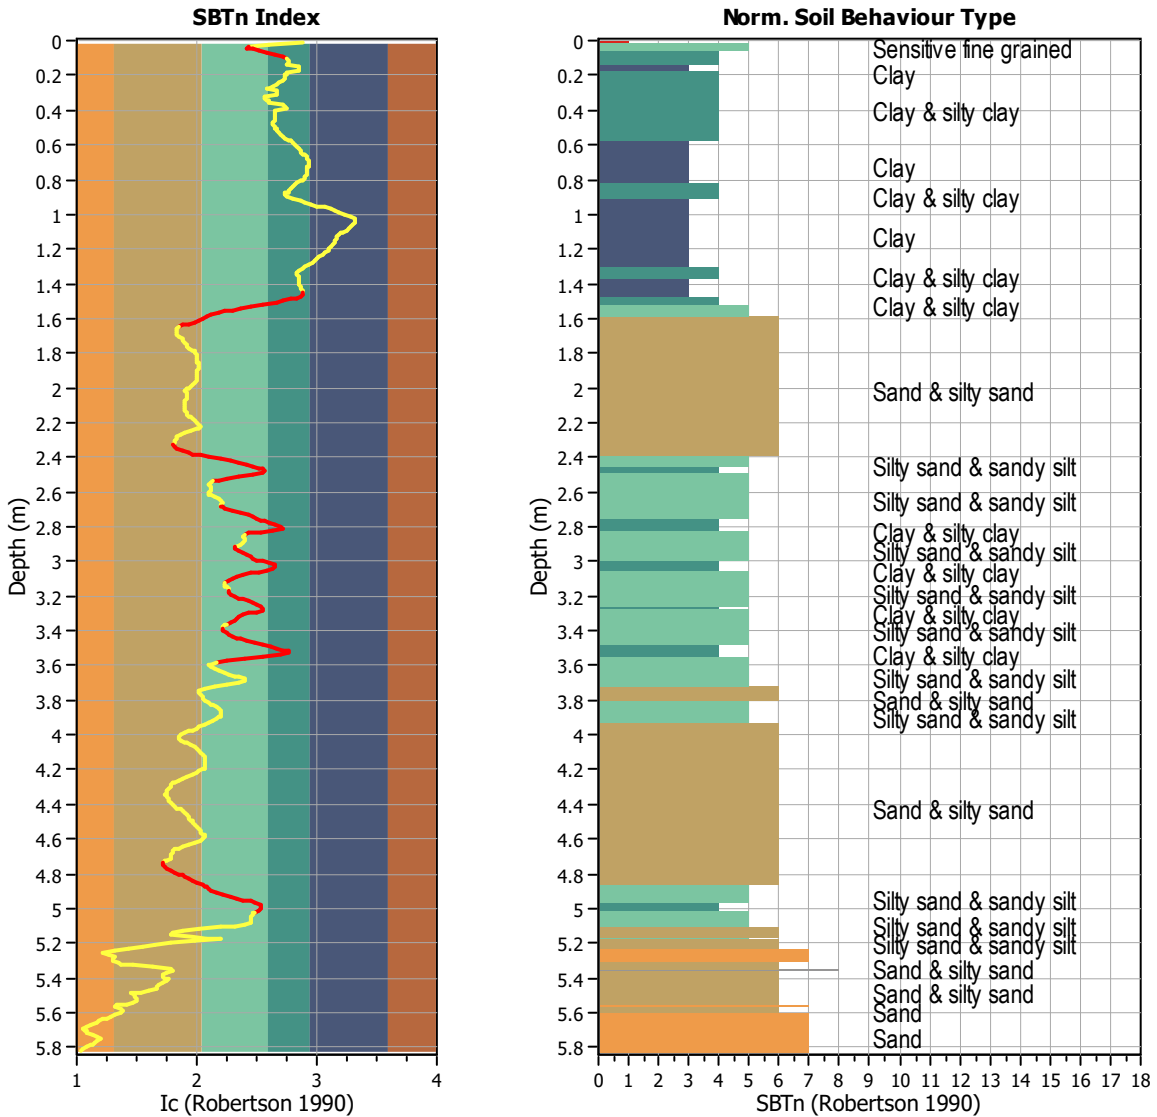 SBTn Index
0
0.2
0.4
0.6
0.8
1
1.2
1.4
1.6
1.8
2
2.2
2.4
2.6
2.8
3
3.2
3.4
3.6
3.8
4
4.2
4.4
4.6
4.8
5
5.2
5.4
5.6
5.8
Depth (m)
1 2 3 4
Ic (Robertson 1990)
Norm. Soil Behaviour Type
0
0.2
0.4
0.6
0.8
1
1.2
1.4
1.6
1.8
2
2.2
2.4
2.6
2.8
3
3.2
3.4
3.6
3.8
4
4.2
4.4
4.6
4.8
5
5.2
5.4
5.6
5.8
Depth (m)
Sensitive fine grained
Clay
Clay & silty clay
Clay
Clay & silty clay
Clay
Clay & silty clay
Clay & silty clay
Sand & silty sand
Silty sand & sandy silt
Silty sand & sandy silt
Clay & silty clay
Silty sand & sandy silt
Clay & silty clay
Silty sand & sandy silt
Clay & silty clay
Silty sand & sandy silt
Clay & silty clay
Silty sand & sandy silt
Sand & silty sand
Silty sand & sandy silt
Sand & silty sand
Silty sand & sandy silt
Silty sand & sandy silt
Silty sand & sandy silt
Sand & silty sand
Sand & silty sand
Sand
Sand
0 1 2 3 4 5 6 7 8 9 10 11 12 13 14 15 16 17 18
SBTn (Robertson 1990)